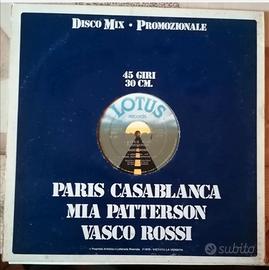 Disco Mix • Promozionale
45 GIRI
30 CM.
LOTUS
RECORDS
PARIS CASABLANCA
MIA PATTERSON
VASCO ROSSI
subito